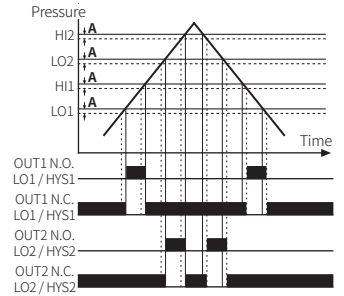 Pressure
A
HI2
A
LO2
A
HI1
A
LO1
Time
OUT1 N.O.
LO1 / HYS1
OUT1 N.C.
LO1 / HYS1
OUT2 N.O.
LO2 / HYS2
OUT2 N.C.
LO2 / HYS2